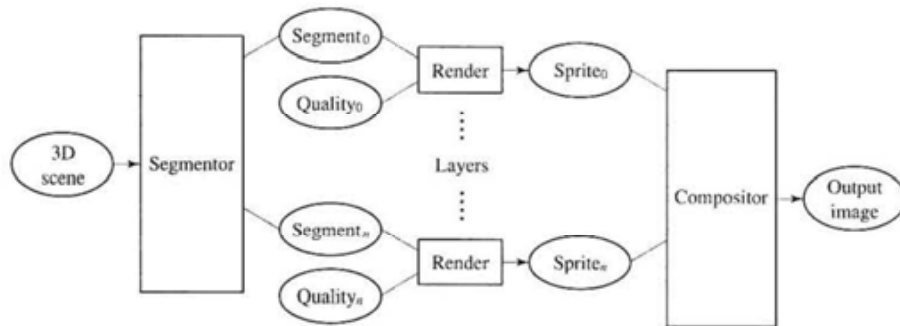 3D
scene
Segmentor
Segment₀
Quality₀
Render
Sprite₀
Layers
Segmentₙ
Qualityₙ
Render
Spriteₙ
Compositor
Output
image